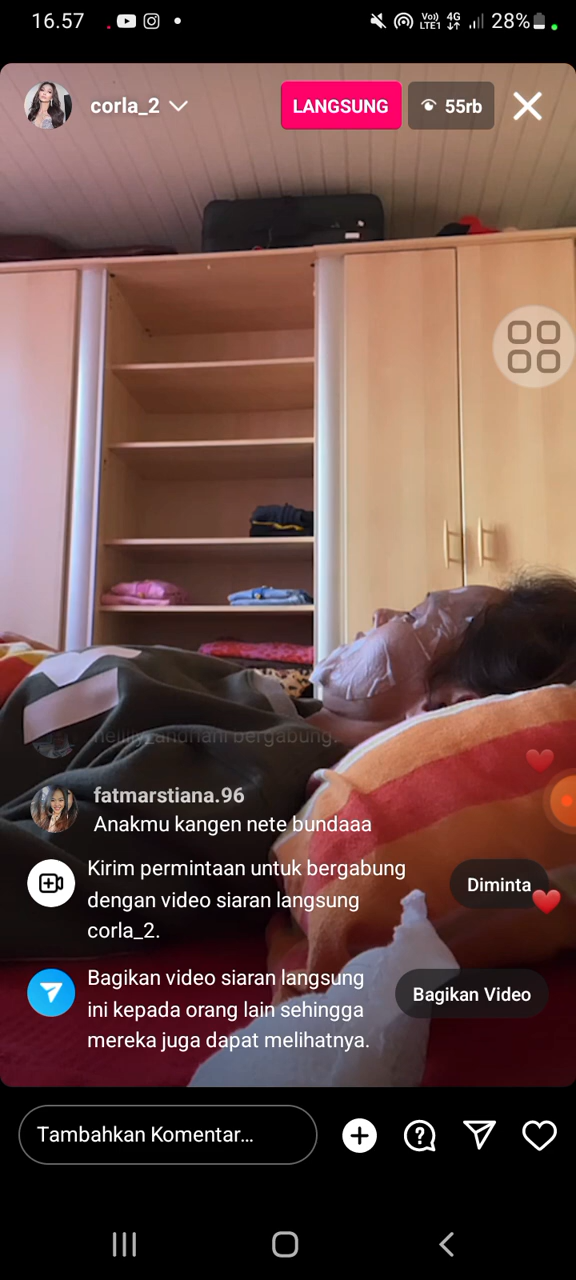 16.57
Vo)) 4G
LTE1
28%
corla_2
LANGSUNG
55rb
bergabung.
fatmarstiana.96
Anakmu kangen nete bundaaa
Kirim permintaan untuk bergabung
dengan video siaran langsung
corla_2.
Diminta
Bagikan video siaran langsung
ini kepada orang lain sehingga
mereka juga dapat melihatnya.
Bagikan Video
Tambahkan Komentar...